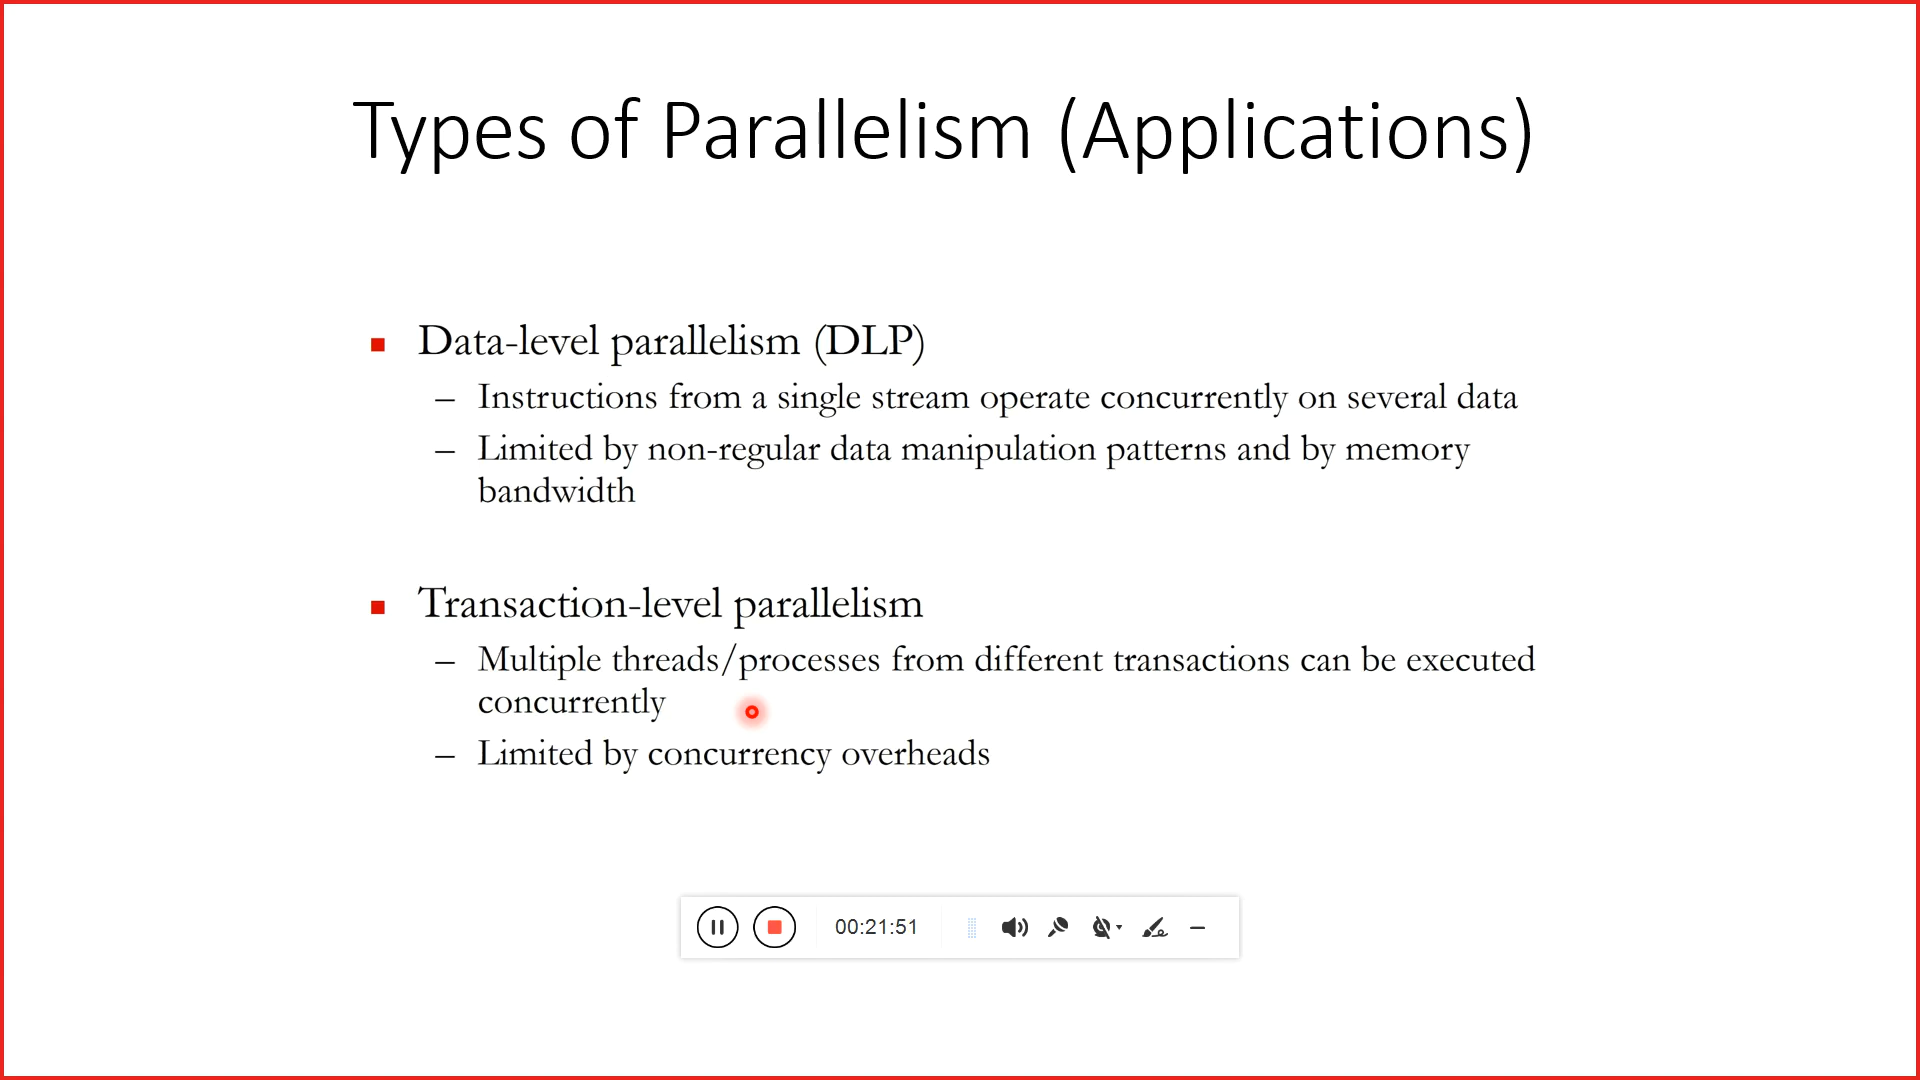 Types of Parallelism (Applications)
Data-level parallelism (DLP)
– Instructions from a single stream operate concurrently on several data
– Limited by non-regular data manipulation patterns and by memory
bandwidth
Transaction-level parallelism
– Multiple threads/processes from different transactions can be executed
concurrently
– Limited by concurrency overheads
00:21:51